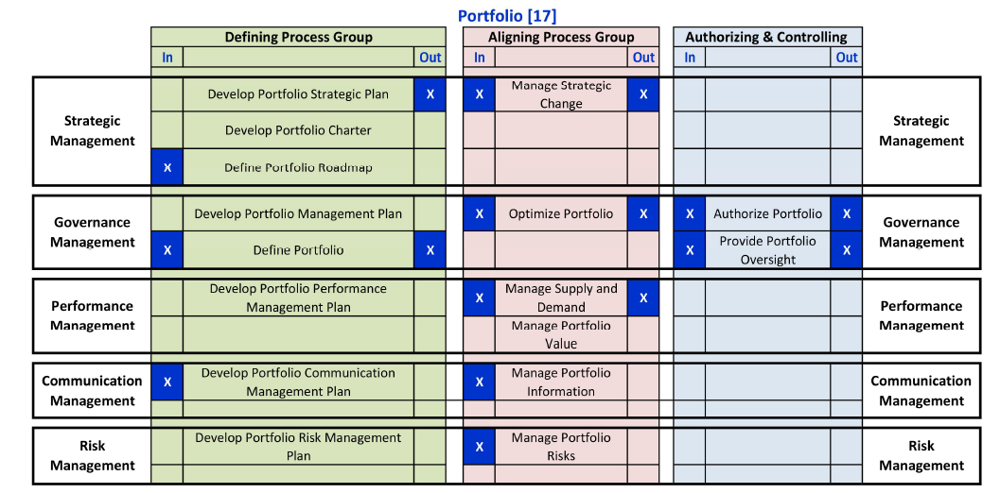 Portfolio [17]
Defining Process Group
Aligning Process Group
Authorizing & Controlling
In
Out
In
Out
In
Out
Strategic
Management
Develop Portfolio Strategic Plan
X
X
Manage Strategic
Change
X
Develop Portfolio Charter
X
Define Portfolio Roadmap
Strategic
Management
Governance
Management
Develop Portfolio Management Plan
X
Optimize Portfolio
X
X
Authorize Portfolio
X
X
Define Portfolio
X
X
Provide Portfolio
Oversight
X
Governance
Management
Performance
Management
Develop Portfolio Performance
Management Plan
X
Manage Supply and
Demand
X
Manage Portfolio
Value
Performance
Management
Communication
Management
X
Develop Portfolio Communication
Management Plan
X
Manage Portfolio
Information
Communication
Management
Risk
Management
Develop Portfolio Risk Management
Plan
X
Manage Portfolio
Risks
Risk
Management